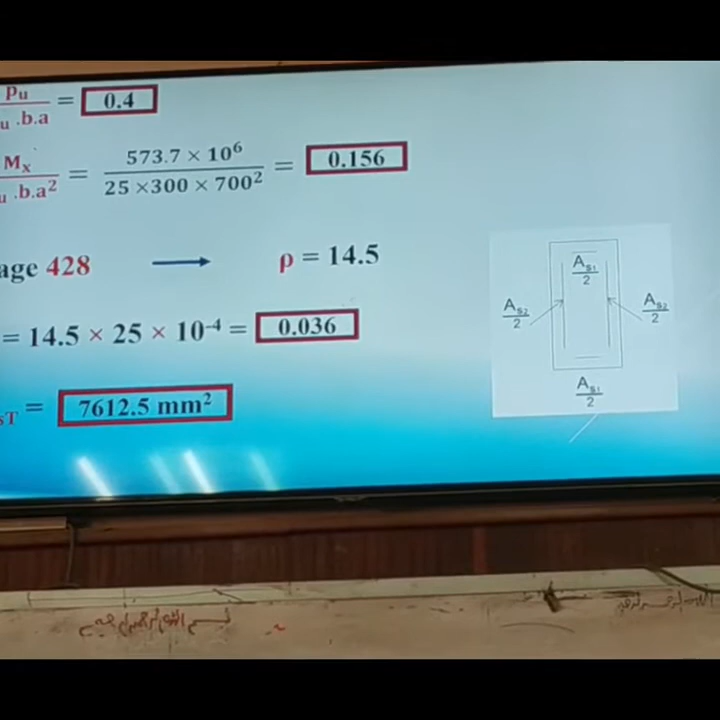 Pu / u .b.a = 0.4
Mx / u .b.a² = 573.7 × 10⁶ / 25 ×300 × 700² = 0.156
age 428 ⟶ ρ = 14.5
= 14.5 × 25 × 10⁻⁴ = 0.036
sT = 7612.5 mm²
As1 / 2
As2 / 2
As2 / 2
As1 / 2